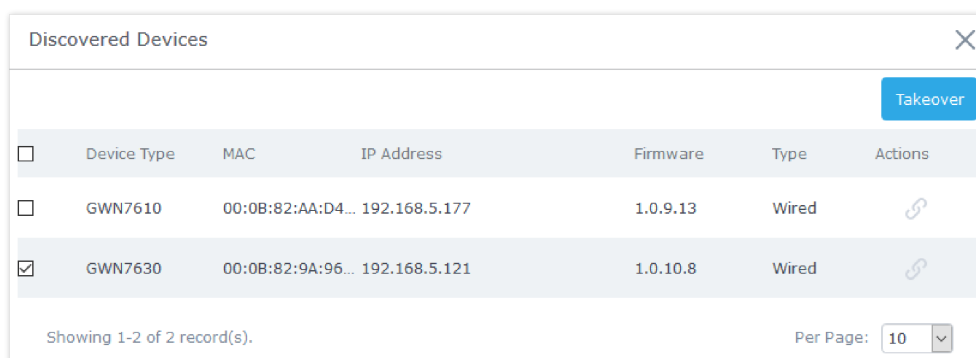 Discovered Devices
Takeover
Device Type MAC IP Address Firmware Type Actions
GWN7610 00:0B:82:AA:D4... 192.168.5.177 1.0.9.13 Wired
GWN7630 00:0B:82:9A:96... 192.168.5.121 1.0.10.8 Wired
Showing 1-2 of 2 record(s). Per Page: 10